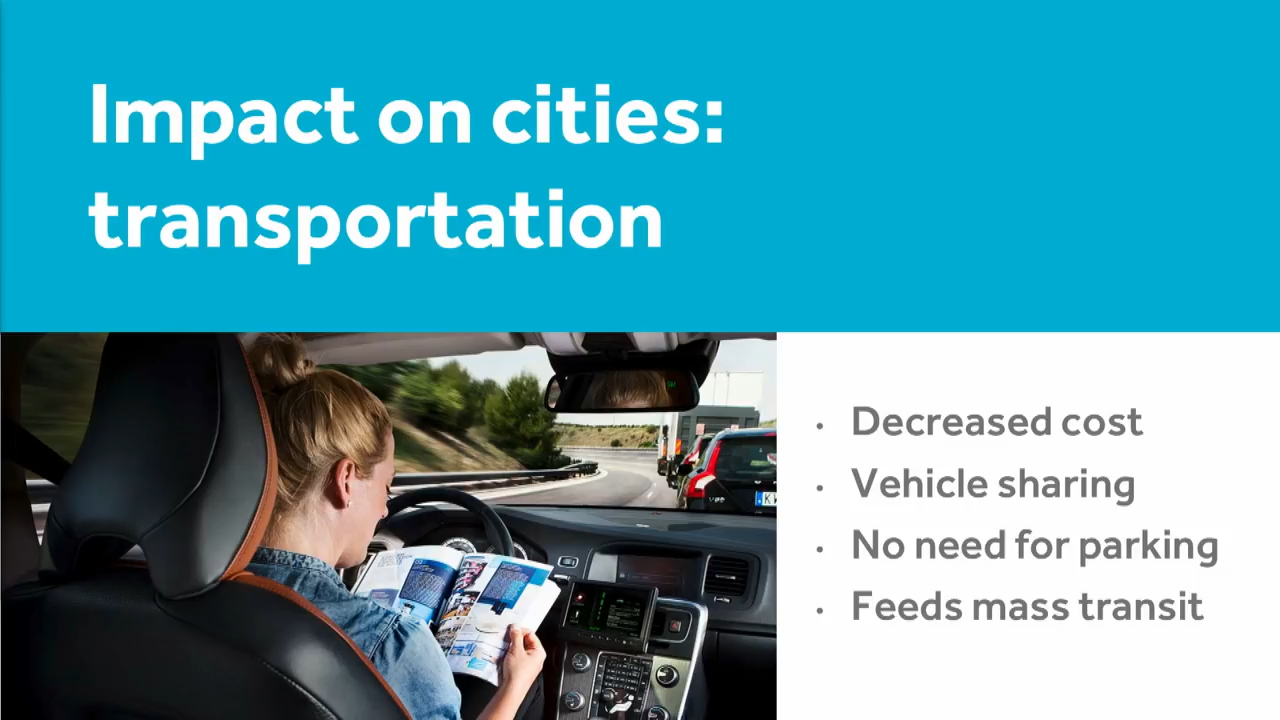 Impact on cities:
transportation
• Decreased cost
• Vehicle sharing
• No need for parking
• Feeds mass transit